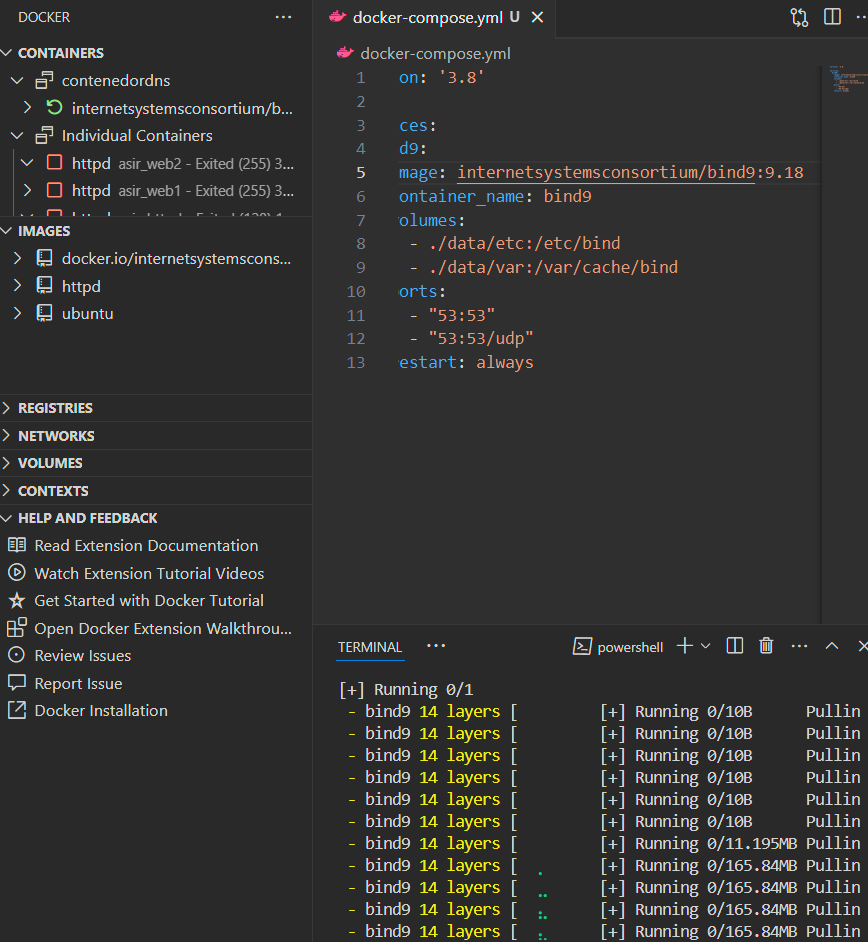 DOCKER
CONTAINERS
contenedordns
internetsystemsconsortium/b...
Individual Containers
httpd asir_web2 - Exited (255) 3...
httpd asir_web1 - Exited (255) 3...
IMAGES
docker.io/internetsystemscons...
httpd
ubuntu
REGISTRIES
NETWORKS
VOLUMES
CONTEXTS
HELP AND FEEDBACK
Read Extension Documentation
Watch Extension Tutorial Videos
Get Started with Docker Tutorial
Open Docker Extension Walkthrou...
Review Issues
Report Issue
Docker Installation
docker-compose.yml U
docker-compose.yml
1 on: '3.8'
2
3 ces:
4 d9:
5 mage: internetsystemsconsortium/bind9:9.18
6 ontainer_name: bind9
7 olumes:
8 - ./data/etc:/etc/bind
9 - ./data/var:/var/cache/bind
10 orts:
11 - "53:53"
12 - "53:53/udp"
13 estart: always
TERMINAL ... powershell
[+] Running 0/1
- bind9 14 layers [ [+] Running 0/10B Pullin
- bind9 14 layers [ [+] Running 0/10B Pullin
- bind9 14 layers [ [+] Running 0/10B Pullin
- bind9 14 layers [ [+] Running 0/10B Pullin
- bind9 14 layers [ [+] Running 0/10B Pullin
- bind9 14 layers [ [+] Running 0/10B Pullin
- bind9 14 layers [ [+] Running 0/11.195MB Pullin
- bind9 14 layers [ [+] Running 0/165.84MB Pullin
- bind9 14 layers [ [+] Running 0/165.84MB Pullin
- bind9 14 layers [ [+] Running 0/165.84MB Pullin
- bind9 14 layers [ [+] Running 0/165.84MB Pullin